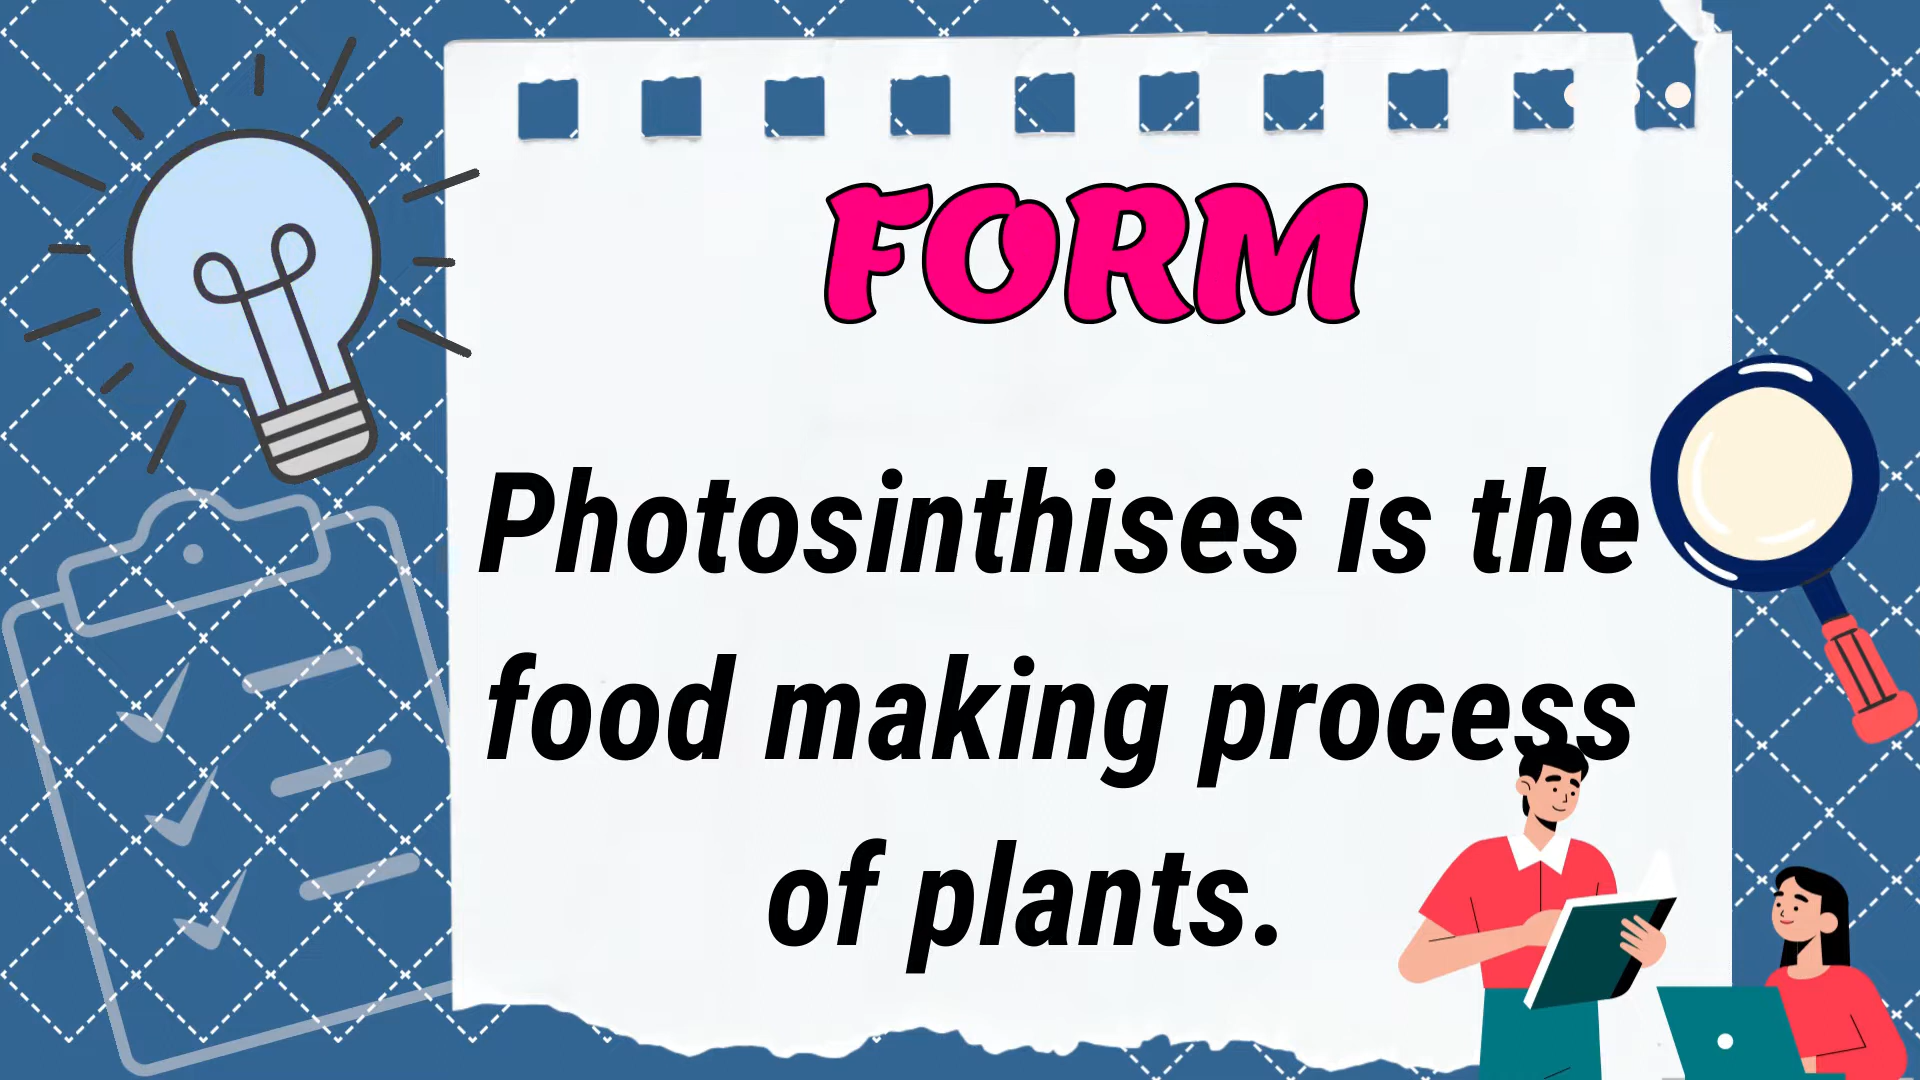 FORM
Photosinthises is the
food making process
of plants.